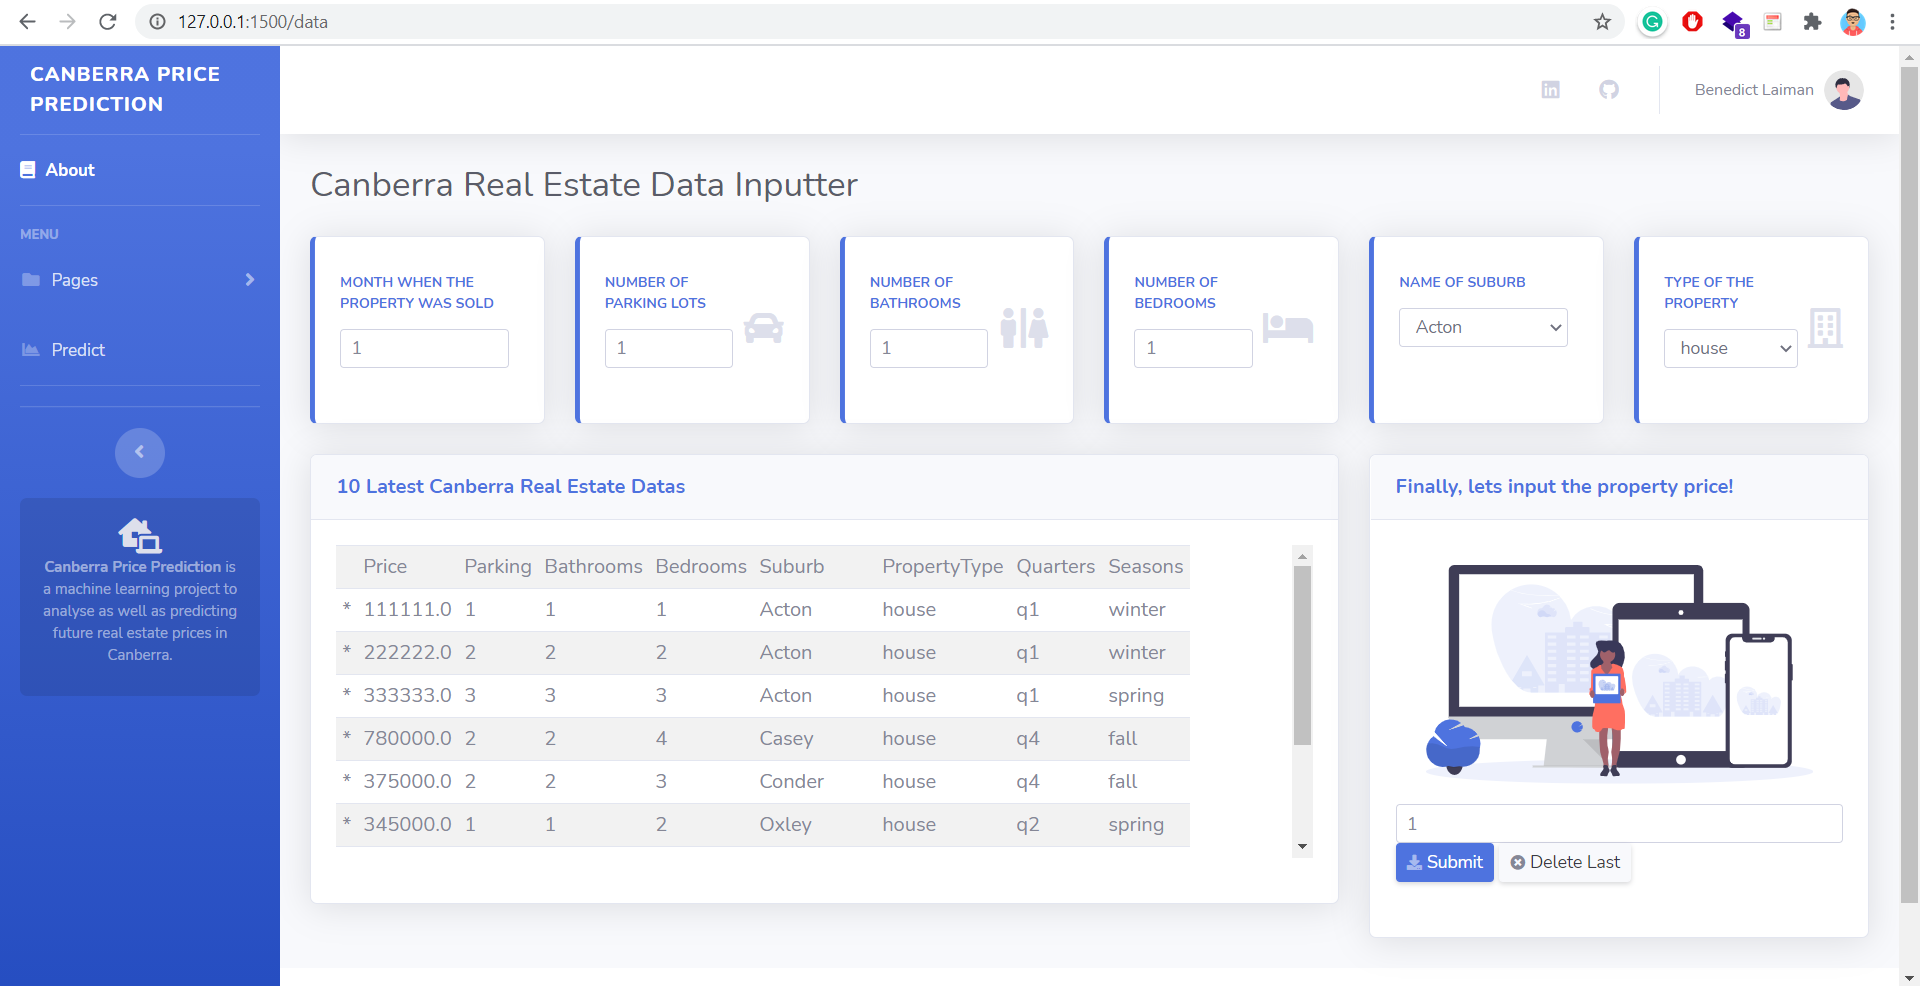 127.0.0.1:1500/data
8
CANBERRA PRICE
PREDICTION
About
MENU
Pages
Predict
Canberra Price Prediction is
a machine learning project to
analyse as well as predicting
future real estate prices in
Canberra.
Benedict Laiman
Canberra Real Estate Data Inputter
MONTH WHEN THE
PROPERTY WAS SOLD
1
NUMBER OF
PARKING LOTS
1
NUMBER OF
BATHROOMS
1
NUMBER OF
BEDROOMS
1
NAME OF SUBURB
Acton
TYPE OF THE
PROPERTY
house
10 Latest Canberra Real Estate Datas
Price Parking Bathrooms Bedrooms Suburb PropertyType Quarters Seasons
* 111111.0 1 1 1 Acton house q1 winter
* 222222.0 2 2 2 Acton house q1 winter
* 333333.0 3 3 3 Acton house q1 spring
* 780000.0 2 2 4 Casey house q4 fall
* 375000.0 2 2 3 Conder house q4 fall
* 345000.0 1 1 2 Oxley house q2 spring
Finally, lets input the property price!
1
Submit Delete Last